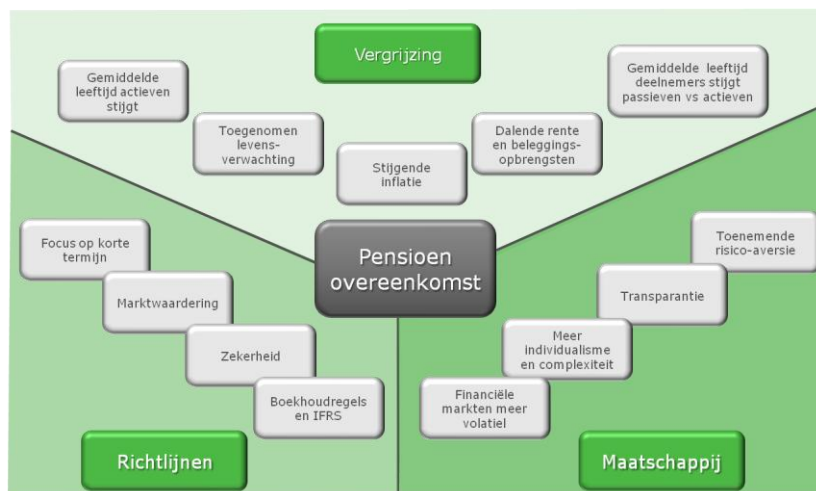 Vergrijzing
Gemiddelde
leeftijd actieven
stijgt
Toegenomen
levens-
verwachting
Stijgende
inflatie
Dalende rente
en beleggings-
opbrengsten
Gemiddelde leeftijd
deelnemers stijgt
passieven vs actieven
Pensioen
overeenkomst
Focus op korte
termijn
Marktwaardering
Zekerheid
Boekhoudregels
en IFRS
Richtlijnen
Toenemende
risico-aversie
Transparantie
Meer
individualisme
en complexiteit
Financiële
markten meer
volatiel
Maatschappij